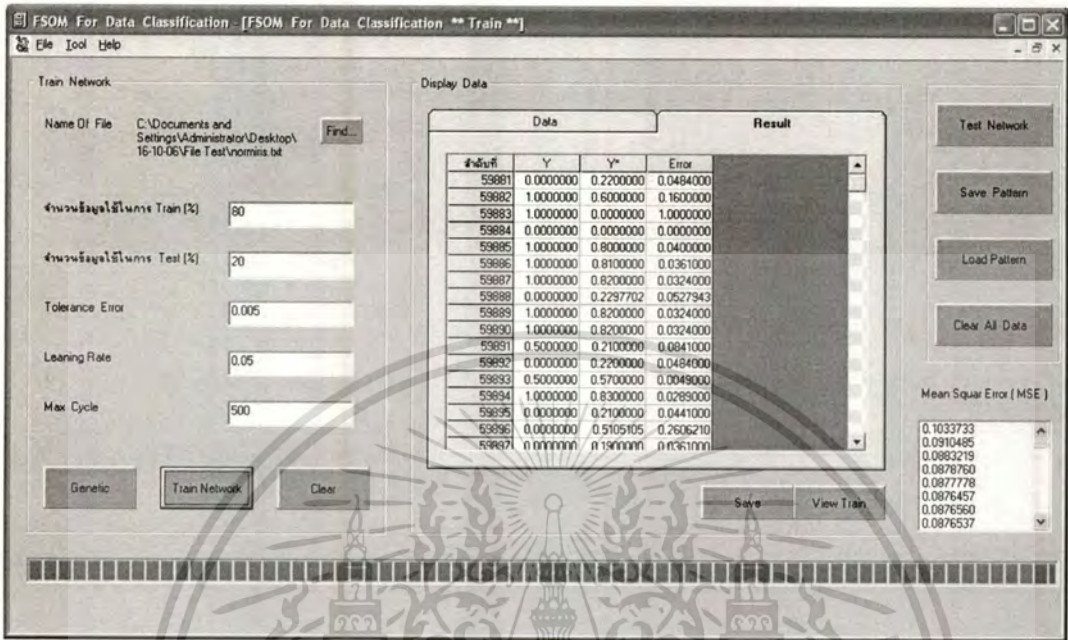 FSOM For Data Classification - [FSOM For Data Classification ** Train **]
File Tool Help
Train Network
Name Of File C:\Documents and Settings\Administrator\Desktop\16-10-06\File Test\normins.txt Find...
จำนวนข้อมูลใช้ในการ Train (%) 80
จำนวนข้อมูลใช้ในการ Test (%) 20
Tolerance Error 0.005
Leaning Rate 0.05
Max Cycle 500
Genetic Train Network Clear
Display Data
Data Result
ลำดับที่ Y Y* Error
59881 0.0000000 0.2200000 0.0484000
59882 1.0000000 0.6000000 0.1600000
59883 1.0000000 0.0000000 1.0000000
59884 0.0000000 0.0000000 0.0000000
59885 1.0000000 0.8000000 0.0400000
59886 1.0000000 0.8100000 0.0361000
59887 1.0000000 0.8200000 0.0324000
59888 0.0000000 0.2297702 0.0527943
59889 1.0000000 0.8200000 0.0324000
59890 1.0000000 0.8200000 0.0324000
59891 0.5000000 0.2100000 0.0841000
59892 0.0000000 0.2200000 0.0484000
59893 0.5000000 0.5700000 0.0049000
59894 1.0000000 0.8300000 0.0289000
59895 0.0000000 0.2100000 0.0441000
59896 0.0000000 0.5105105 0.2606210
59897 0.0000000 0.1900000 0.0361000
Save View Train
Test Network
Save Pattern
Load Pattern
Clear All Data
Mean Squar Error ( MSE )
0.1033733
0.0910485
0.0883219
0.0878760
0.0877778
0.0876457
0.0876560
0.0876537